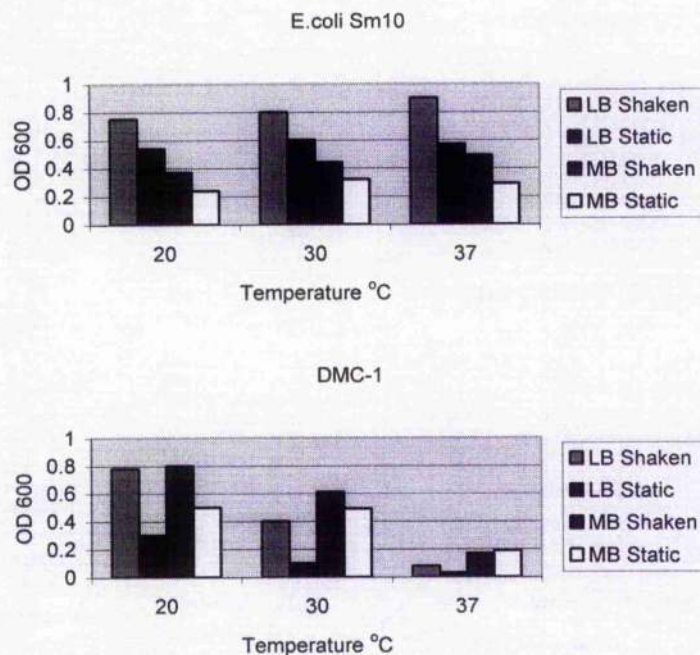 E.coli Sm10
OD 600
1
0.8
0.6
0.4
0.2
0
20
30
37
Temperature °C
LB Shaken
LB Static
MB Shaken
MB Static
DMC-1
OD 600
1
0.8
0.6
0.4
0.2
0
20
30
37
Temperature °C
LB Shaken
LB Static
MB Shaken
MB Static